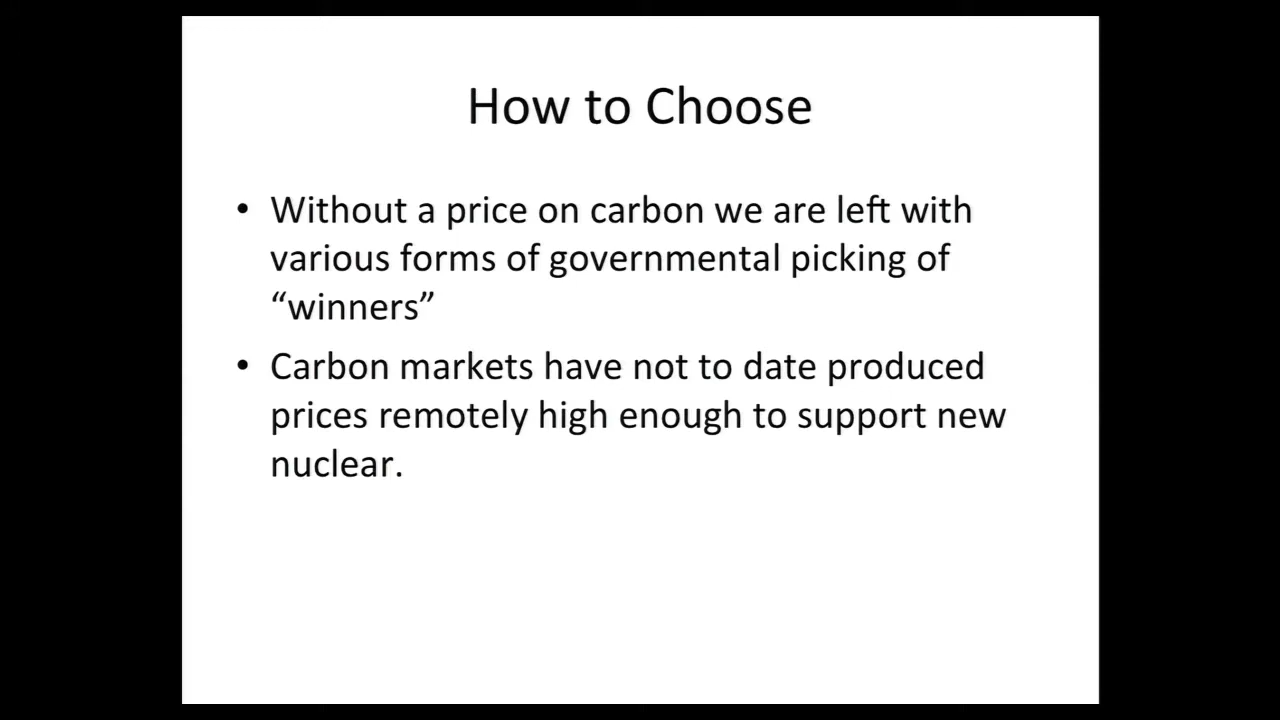 How to Choose
• Without a price on carbon we are left with
various forms of governmental picking of
“winners”
• Carbon markets have not to date produced
prices remotely high enough to support new
nuclear.